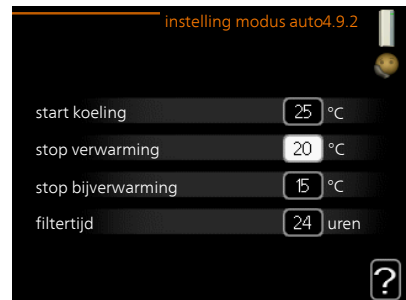 instelling modus auto4.9.2
start koeling 25 °C
stop verwarming 20 °C
stop bijverwarming 15 °C
filtertijd 24 uren
?